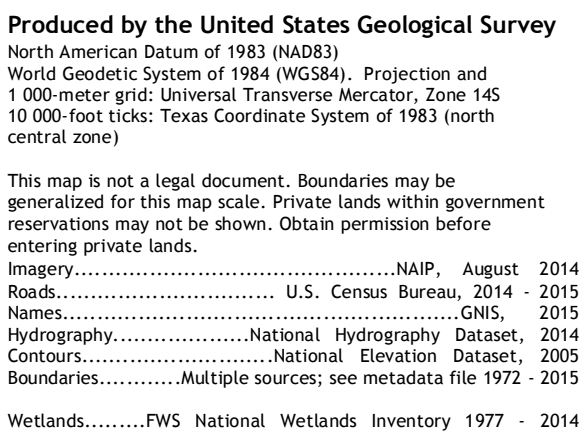 Produced by the United States Geological Survey
North American Datum of 1983 (NAD83)
World Geodetic System of 1984 (WGS84). Projection and
1 000-meter grid: Universal Transverse Mercator, Zone 14S
10 000-foot ticks: Texas Coordinate System of 1983 (north
central zone)
This map is not a legal document. Boundaries may be
generalized for this map scale. Private lands within government
reservations may not be shown. Obtain permission before
entering private lands.
Imagery.............................................NAIP, August 2014
Roads.............................. U.S. Census Bureau, 2014 - 2015
Names....................................................GNIS, 2015
Hydrography...................National Hydrography Dataset, 2014
Contours..........................National Elevation Dataset, 2005
Boundaries...........Multiple sources; see metadata file 1972 - 2015
Wetlands.........FWS National Wetlands Inventory 1977 - 2014